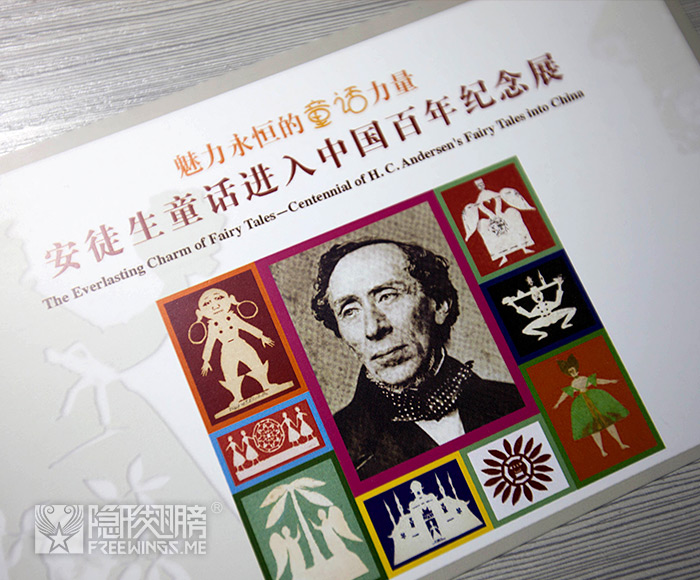 魅力永恒的童话力量
安徒生童话进入中国百年纪念展
The Everlasting Charm of Fairy Tales—Centennial of H. C. Andersen's Fairy Tales into China
隐形翅膀®
FREEWINGS.ME